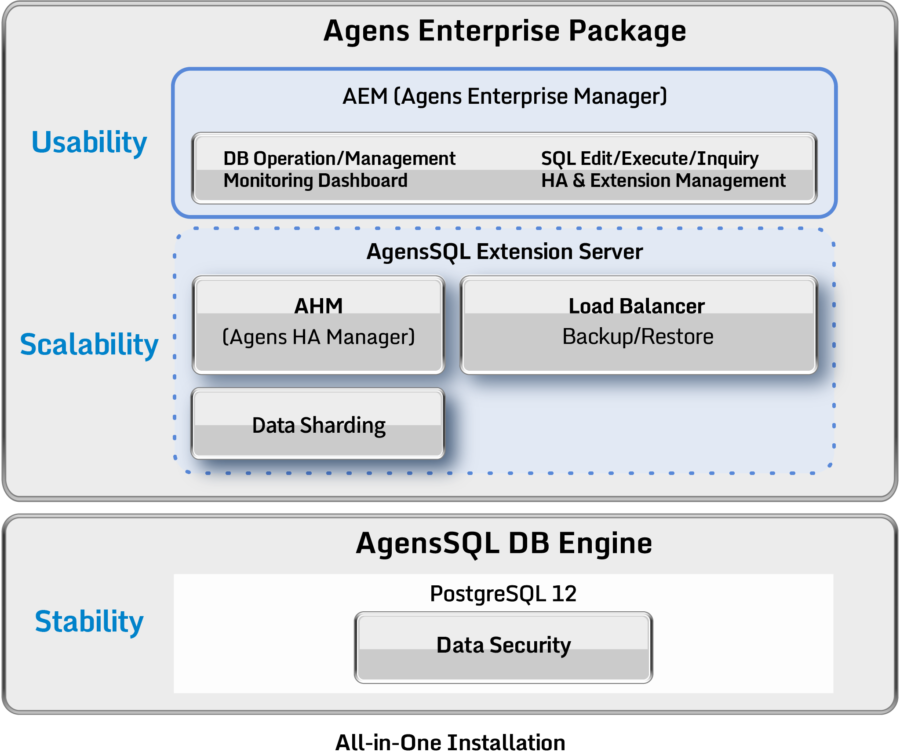 Agens Enterprise Package
Usability
AEM (Agens Enterprise Manager)
DB Operation/Management
Monitoring Dashboard
SQL Edit/Execute/Inquiry
HA & Extension Management
Scalability
AgensSQL Extension Server
AHM
(Agens HA Manager)
Load Balancer
Backup/Restore
Data Sharding
AgensSQL DB Engine
Stability
PostgreSQL 12
Data Security
All-in-One Installation